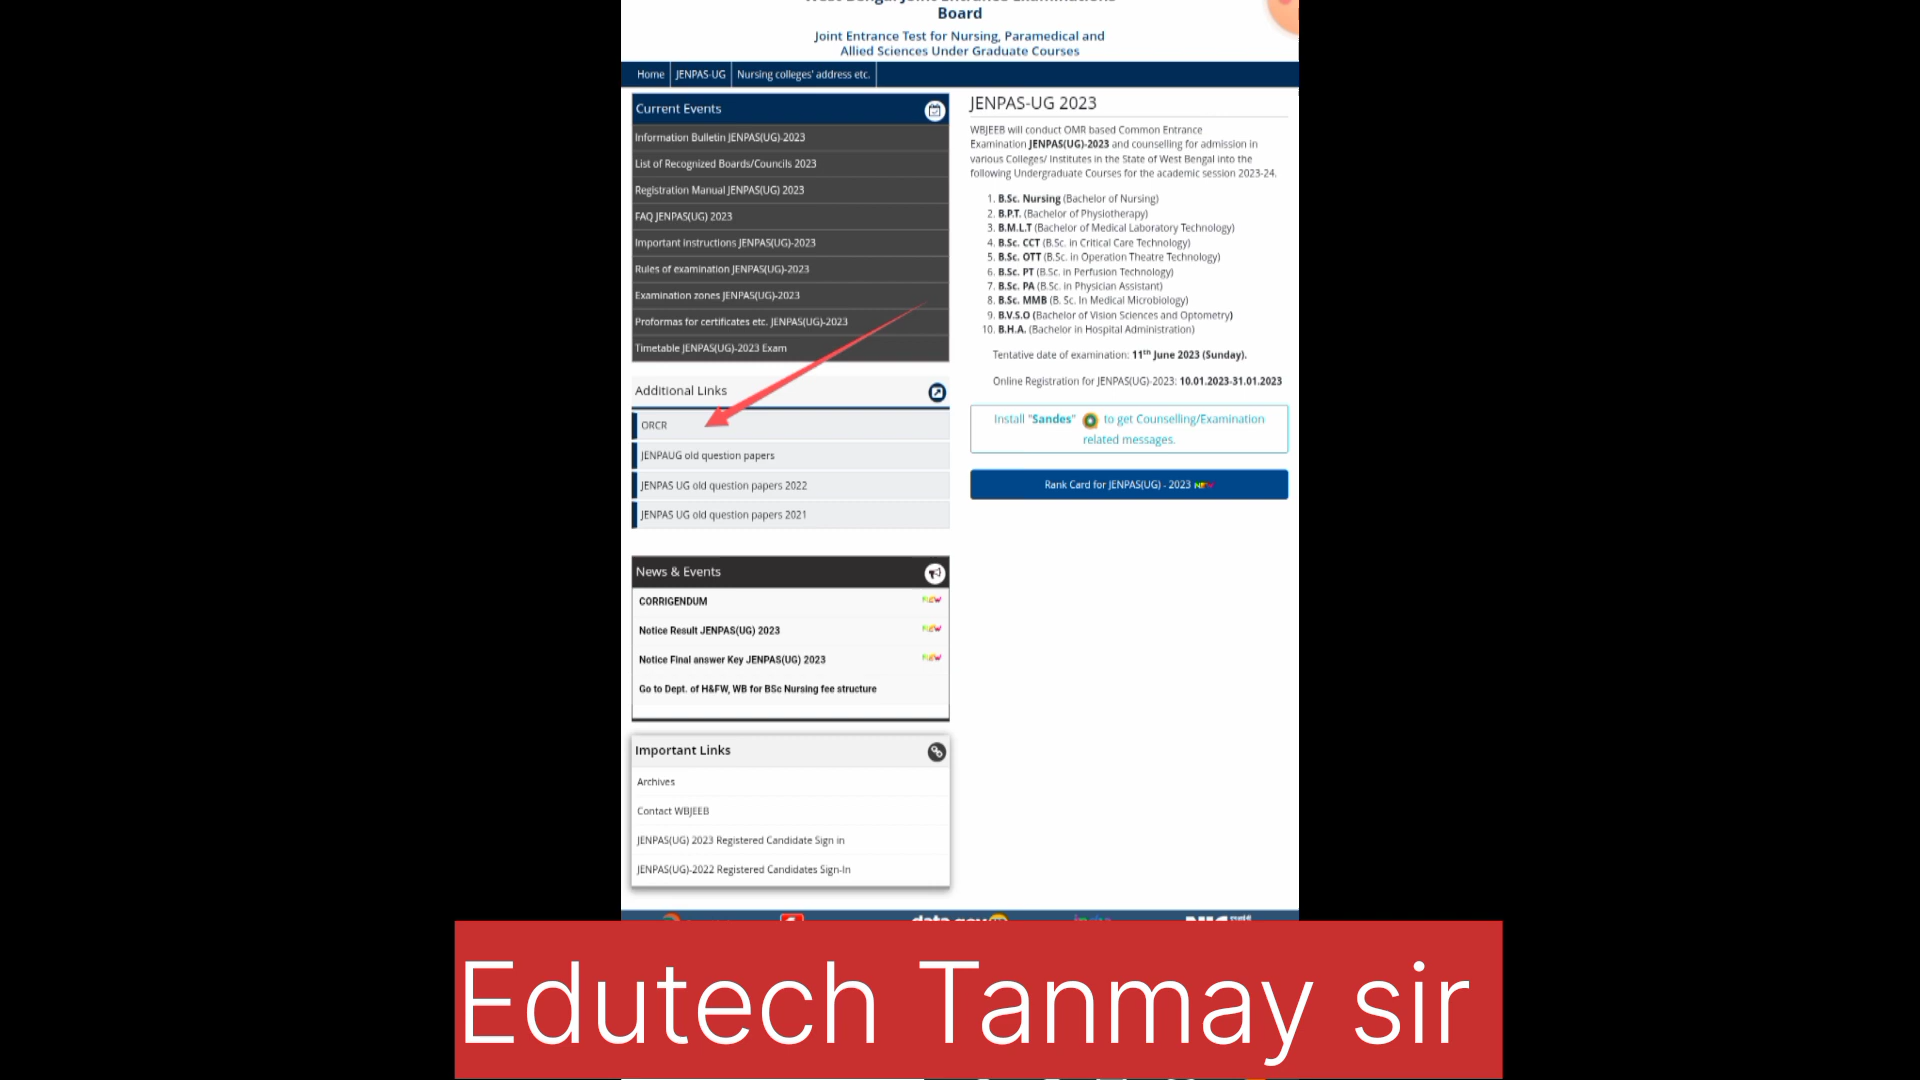 Board
Joint Entrance Test for Nursing, Paramedical and
Allied Sciences Under Graduate Courses
Home JENPAS-UG Nursing colleges' address etc.
Current Events
Information Bulletin JENPAS(UG)-2023
List of Recognized Boards/Councils 2023
Registration Manual JENPAS(UG) 2023
FAQ JENPAS(UG) 2023
Important instructions JENPAS(UG)-2023
Rules of examination JENPAS(UG)-2023
Examination zones JENPAS(UG)-2023
Proformas for certificates etc. JENPAS(UG)-2023
Timetable JENPAS(UG)-2023 Exam
Additional Links
ORCR
JENPAUG old question papers
JENPAS UG old question papers 2022
JENPAS UG old question papers 2021
News & Events
CORRIGENDUM
Notice Result JENPAS(UG) 2023
Notice Final answer Key JENPAS(UG) 2023
Go to Dept. of H&FW, WB for BSc Nursing fee structure
Important Links
Archives
Contact WBJEEB
JENPAS(UG) 2023 Registered Candidate Sign in
JENPAS(UG)-2022 Registered Candidates Sign-In
JENPAS-UG 2023
WBJEEB will conduct OMR based Common Entrance
Examination JENPAS(UG)-2023 and counselling for admission in
various Colleges/ Institutes in the State of West Bengal into the
following Undergraduate Courses for the academic session 2023-24.
1. B.Sc. Nursing (Bachelor of Nursing)
2. B.P.T. (Bachelor of Physiotherapy)
3. B.M.L.T (Bachelor of Medical Laboratory Technology)
4. B.Sc. CCT (B.Sc. in Critical Care Technology)
5. B.Sc. OTT (B.Sc. in Operation Theatre Technology)
6. B.Sc. PT (B.Sc. in Perfusion Technology)
7. B.Sc. PA (B.Sc. in Physician Assistant)
8. B.Sc. MMB (B. Sc. In Medical Microbiology)
9. B.V.S.O (Bachelor of Vision Sciences and Optometry)
10. B.H.A. (Bachelor in Hospital Administration)
Tentative date of examination: 11th June 2023 (Sunday).
Online Registration for JENPAS(UG)-2023: 10.01.2023-31.01.2023
Install "Sandes" to get Counselling/Examination
related messages.
Rank Card for JENPAS(UG) - 2023 NEW
Edutech Tanmay sir